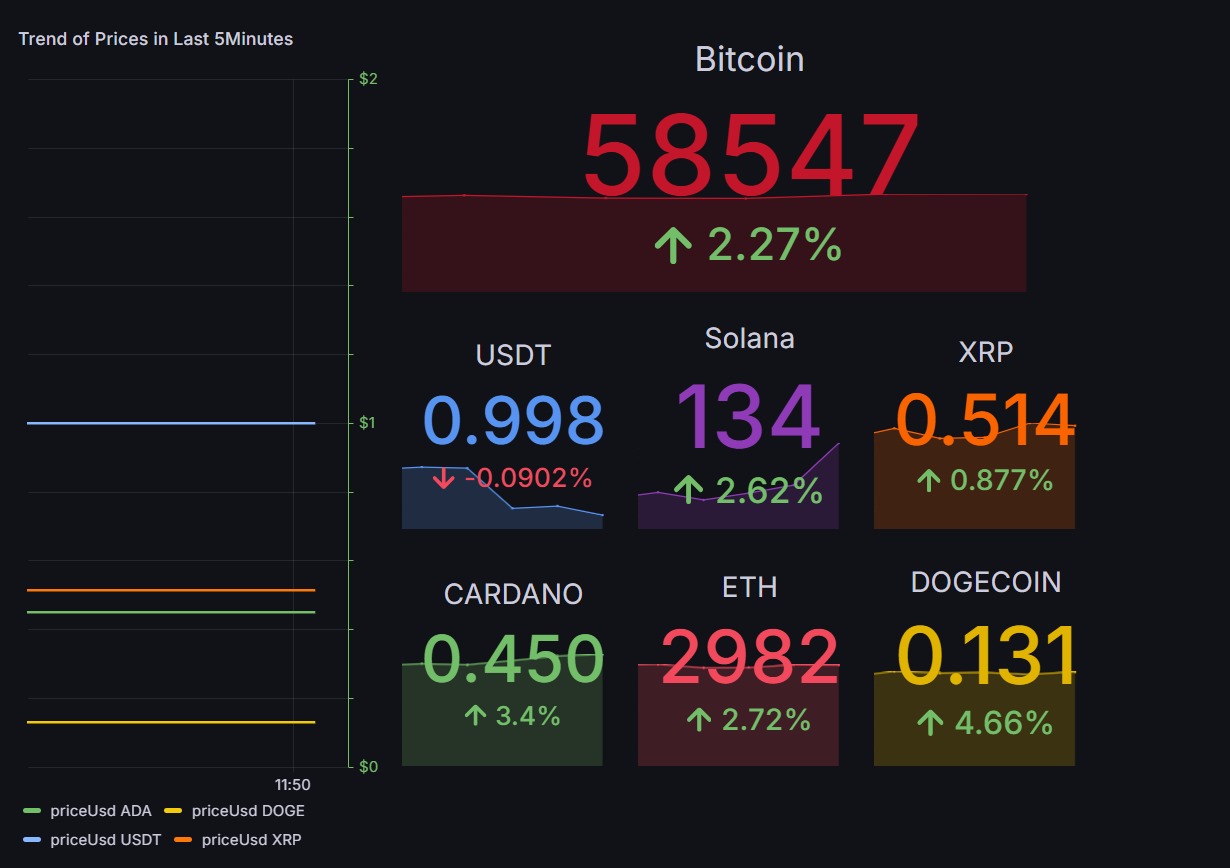 Trend of Prices in Last 5Minutes
$2
$1
$0
11:50
priceUsd ADA priceUsd DOGE
priceUsd USDT priceUsd XRP
Bitcoin
58547
2.27%
USDT
0.998
-0.0902%
Solana
134
2.62%
XRP
0.514
0.877%
CARDANO
0.450
3.4%
ETH
2982
2.72%
DOGECOIN
0.131
4.66%